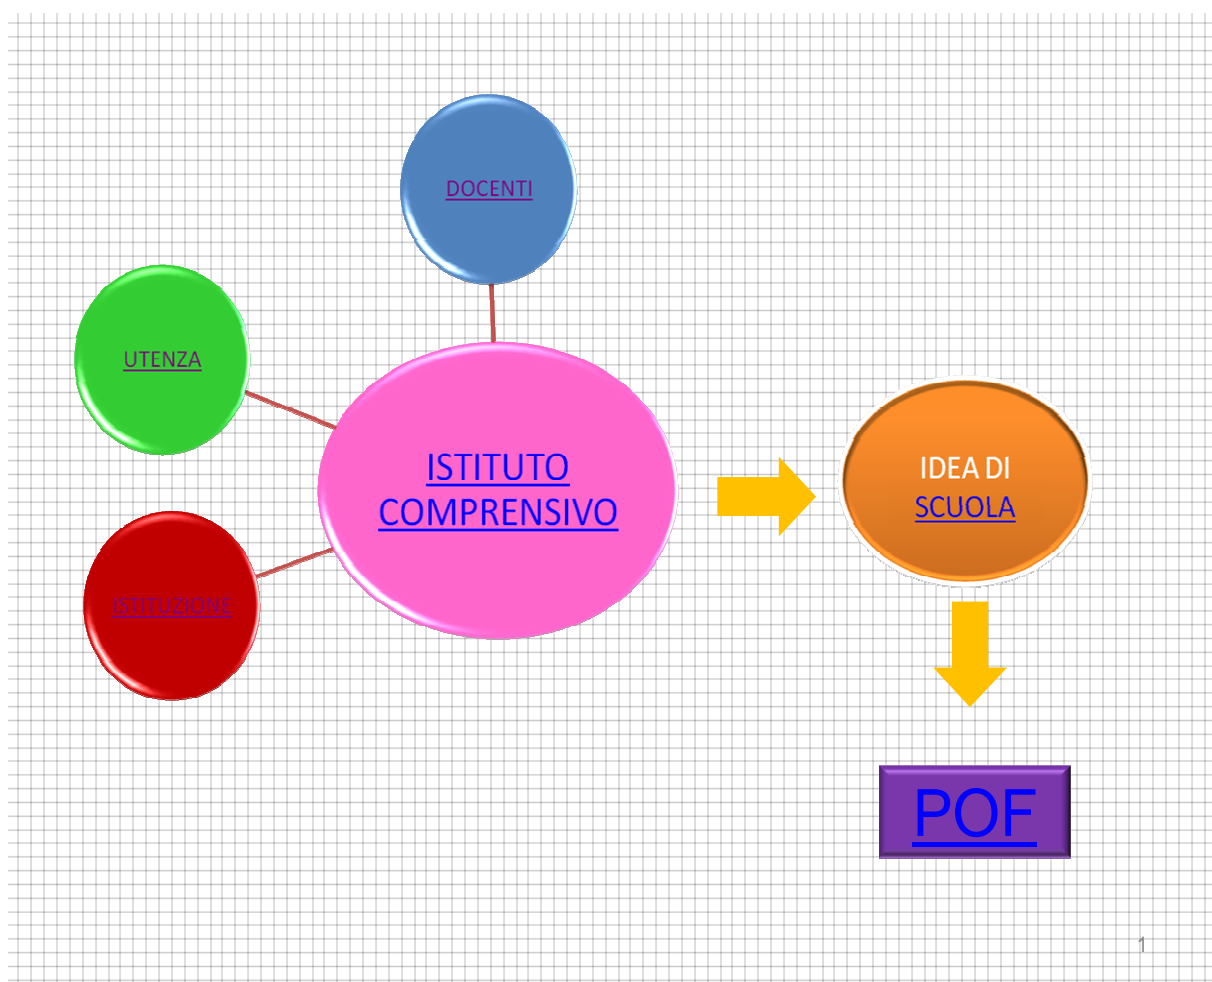 DOCENTI
UTENZA
ISTITUTO
COMPRENSIVO
IDEA DI
SCUOLA
ISTITUZIONE
POF
1